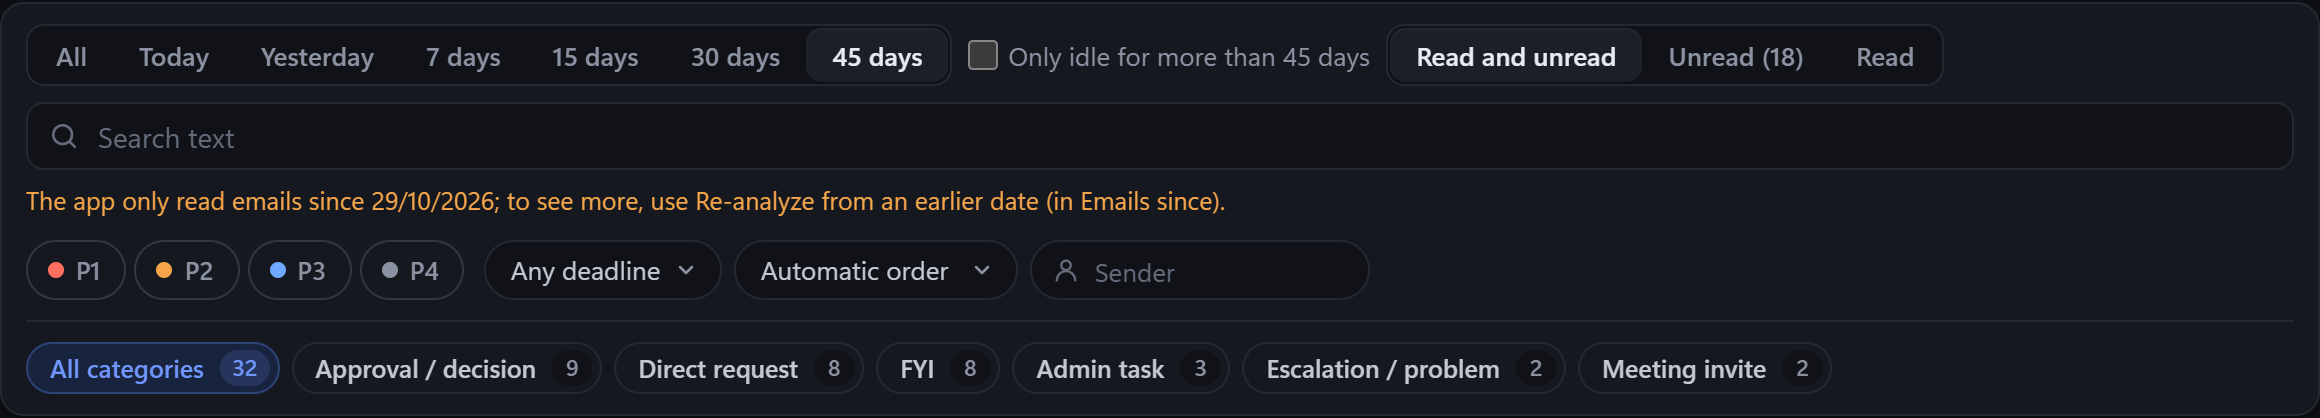 All Today Yesterday 7 days 15 days 30 days 45 days Only idle for more than 45 days Read and unread Unread (18) Read
Search text
The app only read emails since 29/10/2026; to see more, use Re-analyze from an earlier date (in Emails since).
P1 P2 P3 P4 Any deadline Automatic order Sender
All categories 32 Approval / decision 9 Direct request 8 FYI 8 Admin task 3 Escalation / problem 2 Meeting invite 2